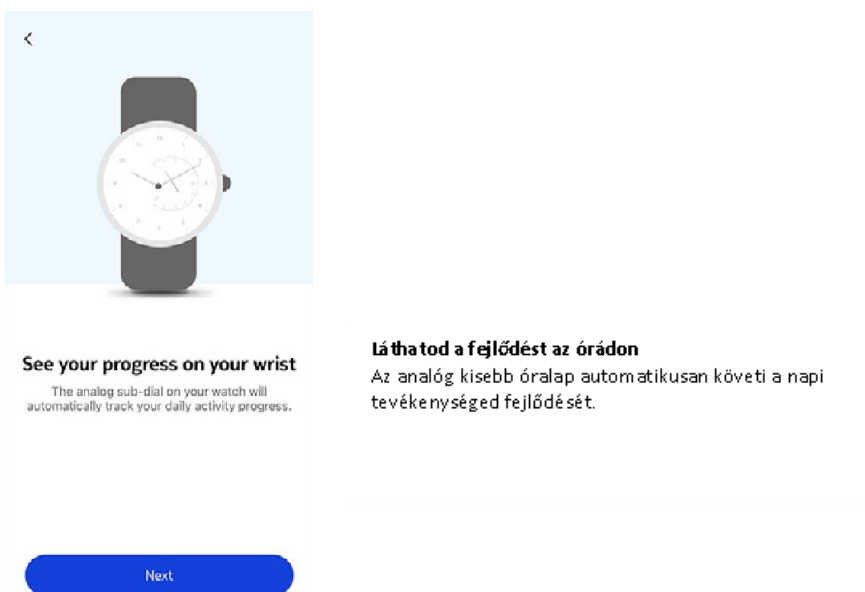 See your progress on your wrist
The analog sub-dial on your watch will
automatically track your daily activity progress.
Next
Láthatod a fejlődést az órádon
Az analóg kisebb óralap automatikusan követi a napi
tevékenységed fejlődését.